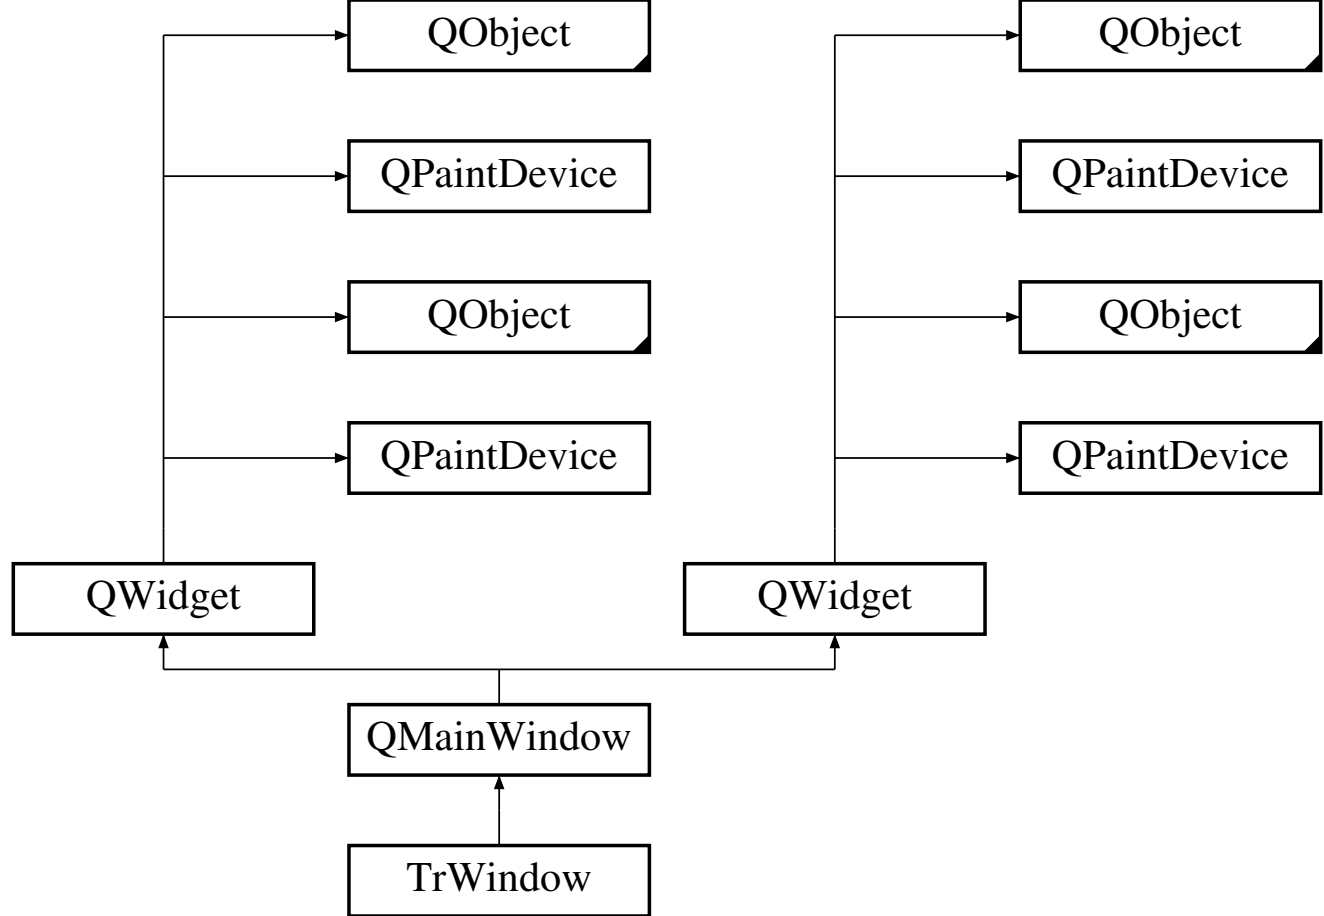 QObject
QObject
QPaintDevice
QPaintDevice
QObject
QObject
QPaintDevice
QPaintDevice
QWidget
QWidget
QMainWindow
TrWindow